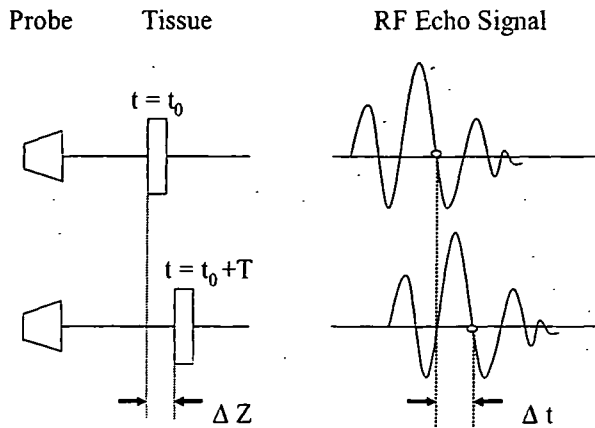 Probe Tissue RF Echo Signal
t = t₀
t = t₀ +T
Δ Z Δ t